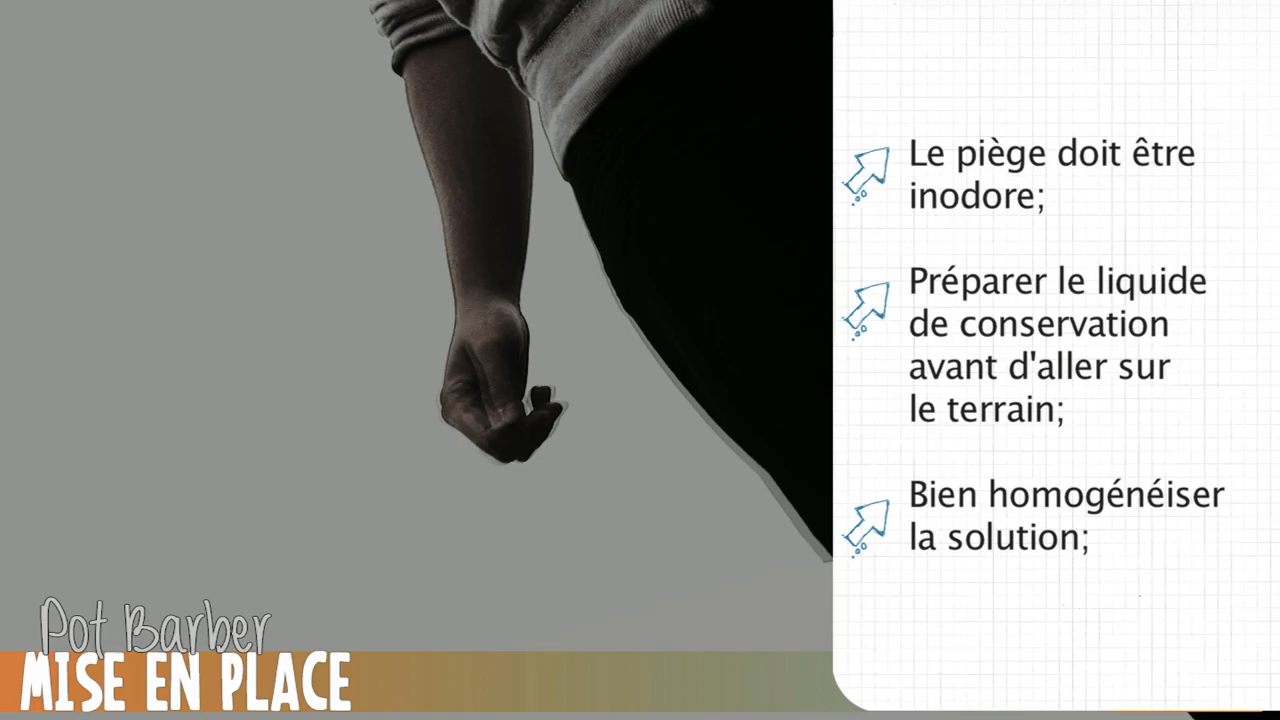 Le piège doit être
inodore;
Préparer le liquide
de conservation
avant d'aller sur
le terrain;
Bien homogénéiser
la solution;
Pot Barber
MISE EN PLACE